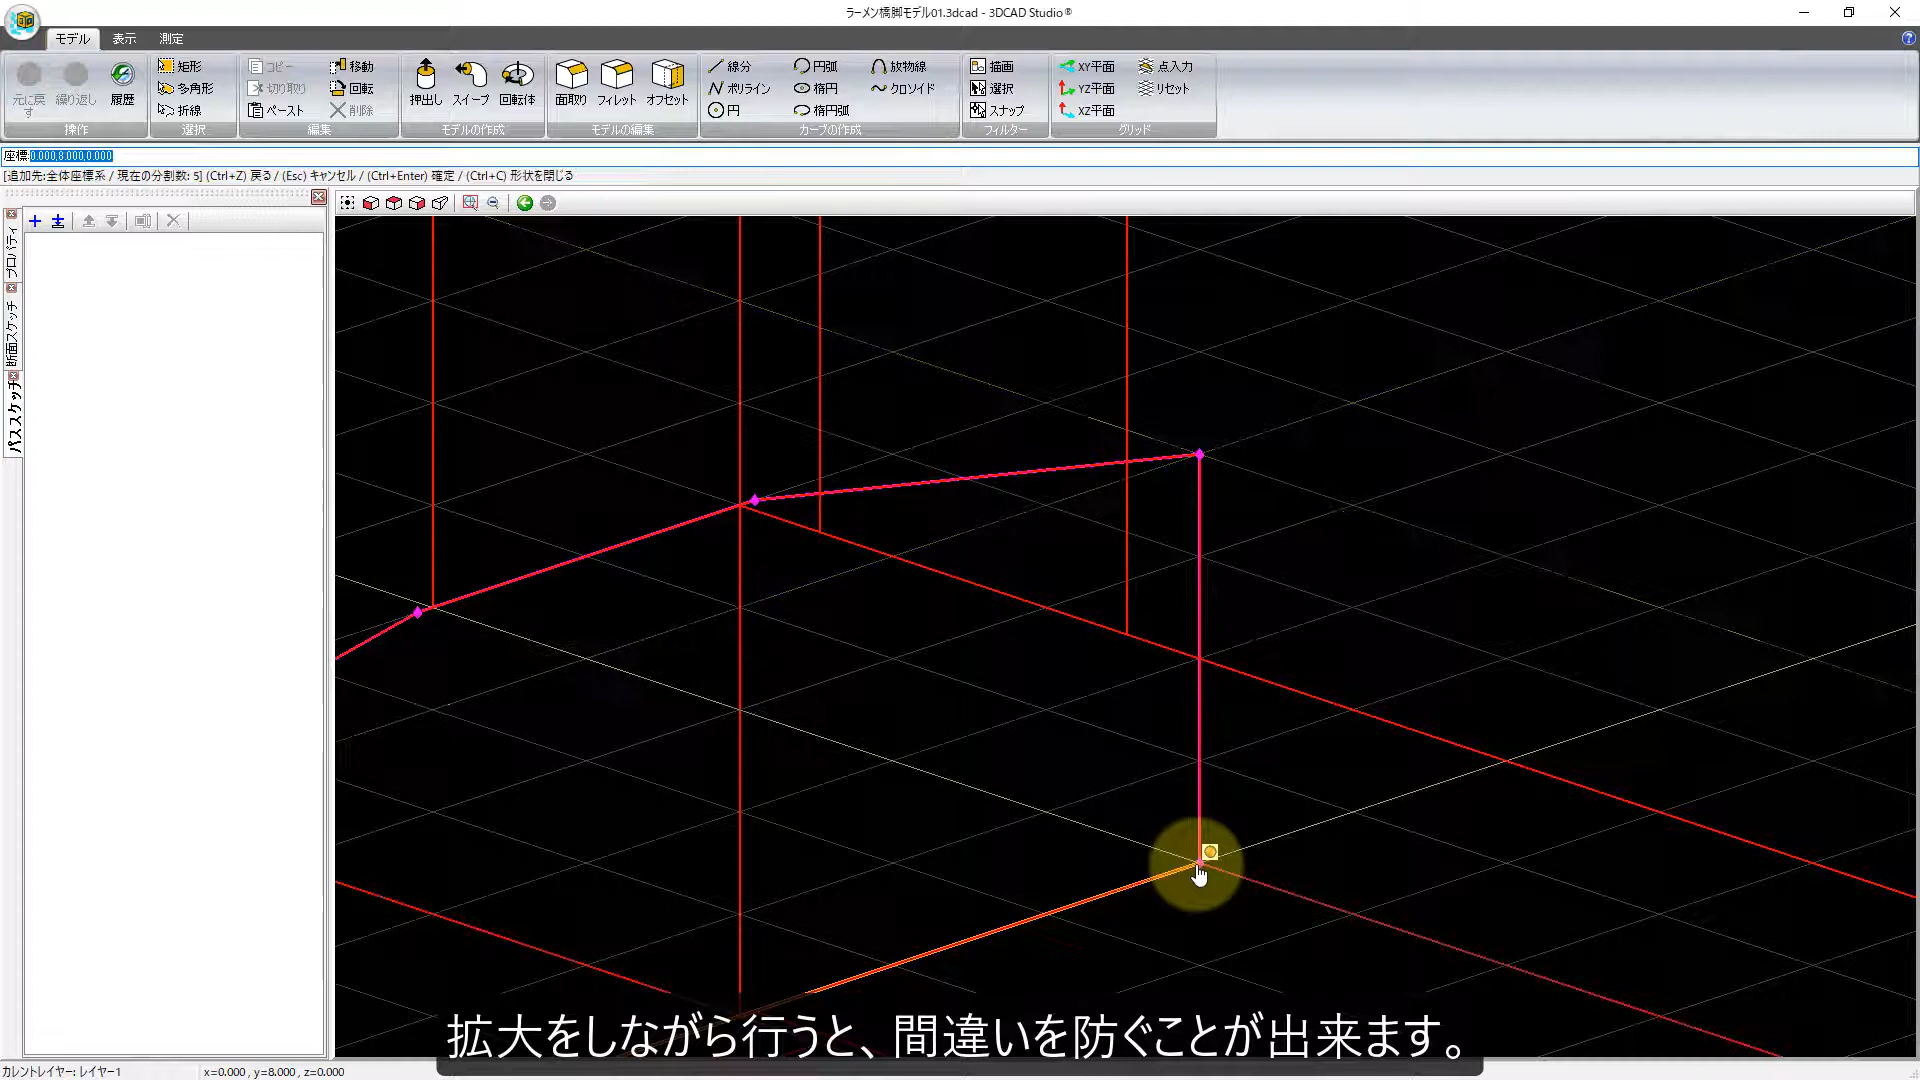 ラーメン橋脚モデル01.3dcad - 3DCAD Studio®
モデル 表示 測定
元に戻す 繰り返し 履歴
操作
矩形
多角形
折線
選択
コピー 移動
切り取り 回転
ペースト 削除
編集
押出し スイープ 回転体
モデルの作成
面取り フィレット オフセット
モデルの編集
線分 円弧 放物線
ポリライン 楕円 クロソイド
円 楕円弧
カーブの作成
描画
選択
スナップ
フィルター
XY平面 点入力
YZ平面 リセット
XZ平面
グリッド
座標:0.000,8.000,0.000
[追加先:全体座標系 / 現在の分割数: 5] (Ctrl+Z) 戻る / (Esc) キャンセル / (Ctrl+Enter) 確定 / (Ctrl+C) 形状を閉じる
プロパティ
断面スケッチ
パススケッチ
拡大をしながら行うと、間違いを防ぐことが出来ます。
カレントレイヤー: レイヤー1 x=0.000 , y=8.000 , z=0.000